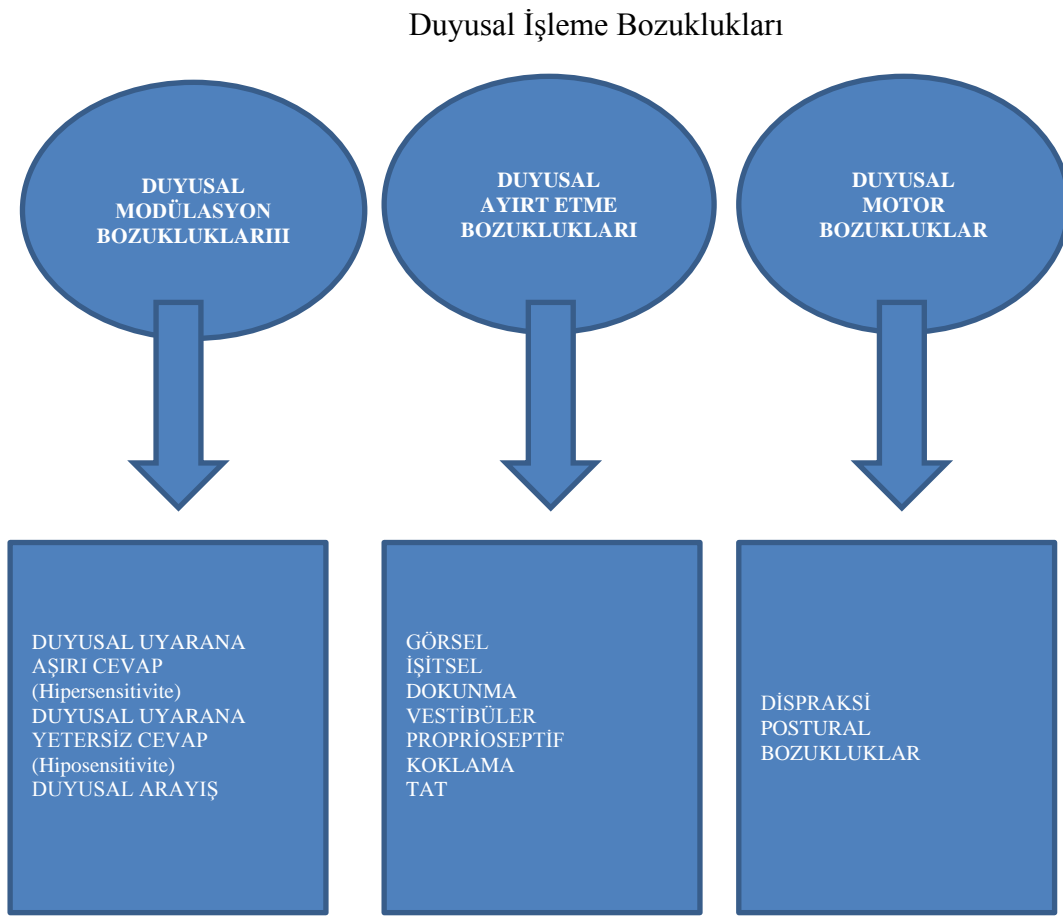 Duyusal İşleme Bozuklukları
DUYUSAL
MODÜLASYON
BOZUKLUKLARIII
DUYUSAL
AYIRT ETME
BOZUKLUKLARI
DUYUSAL
MOTOR
BOZUKLUKLAR
DUYUSAL UYARANA
AŞIRI CEVAP
(Hipersensitivite)
DUYUSAL UYARANA
YETERSİZ CEVAP
(Hiposensitivite)
DUYUSAL ARAYIŞ
GÖRSEL
İŞİTSEL
DOKUNMA
VESTİBÜLER
PROPRİOSEPTİF
KOKLAMA
TAT
DİSPRAKSİ
POSTURAL
BOZUKLUKLAR